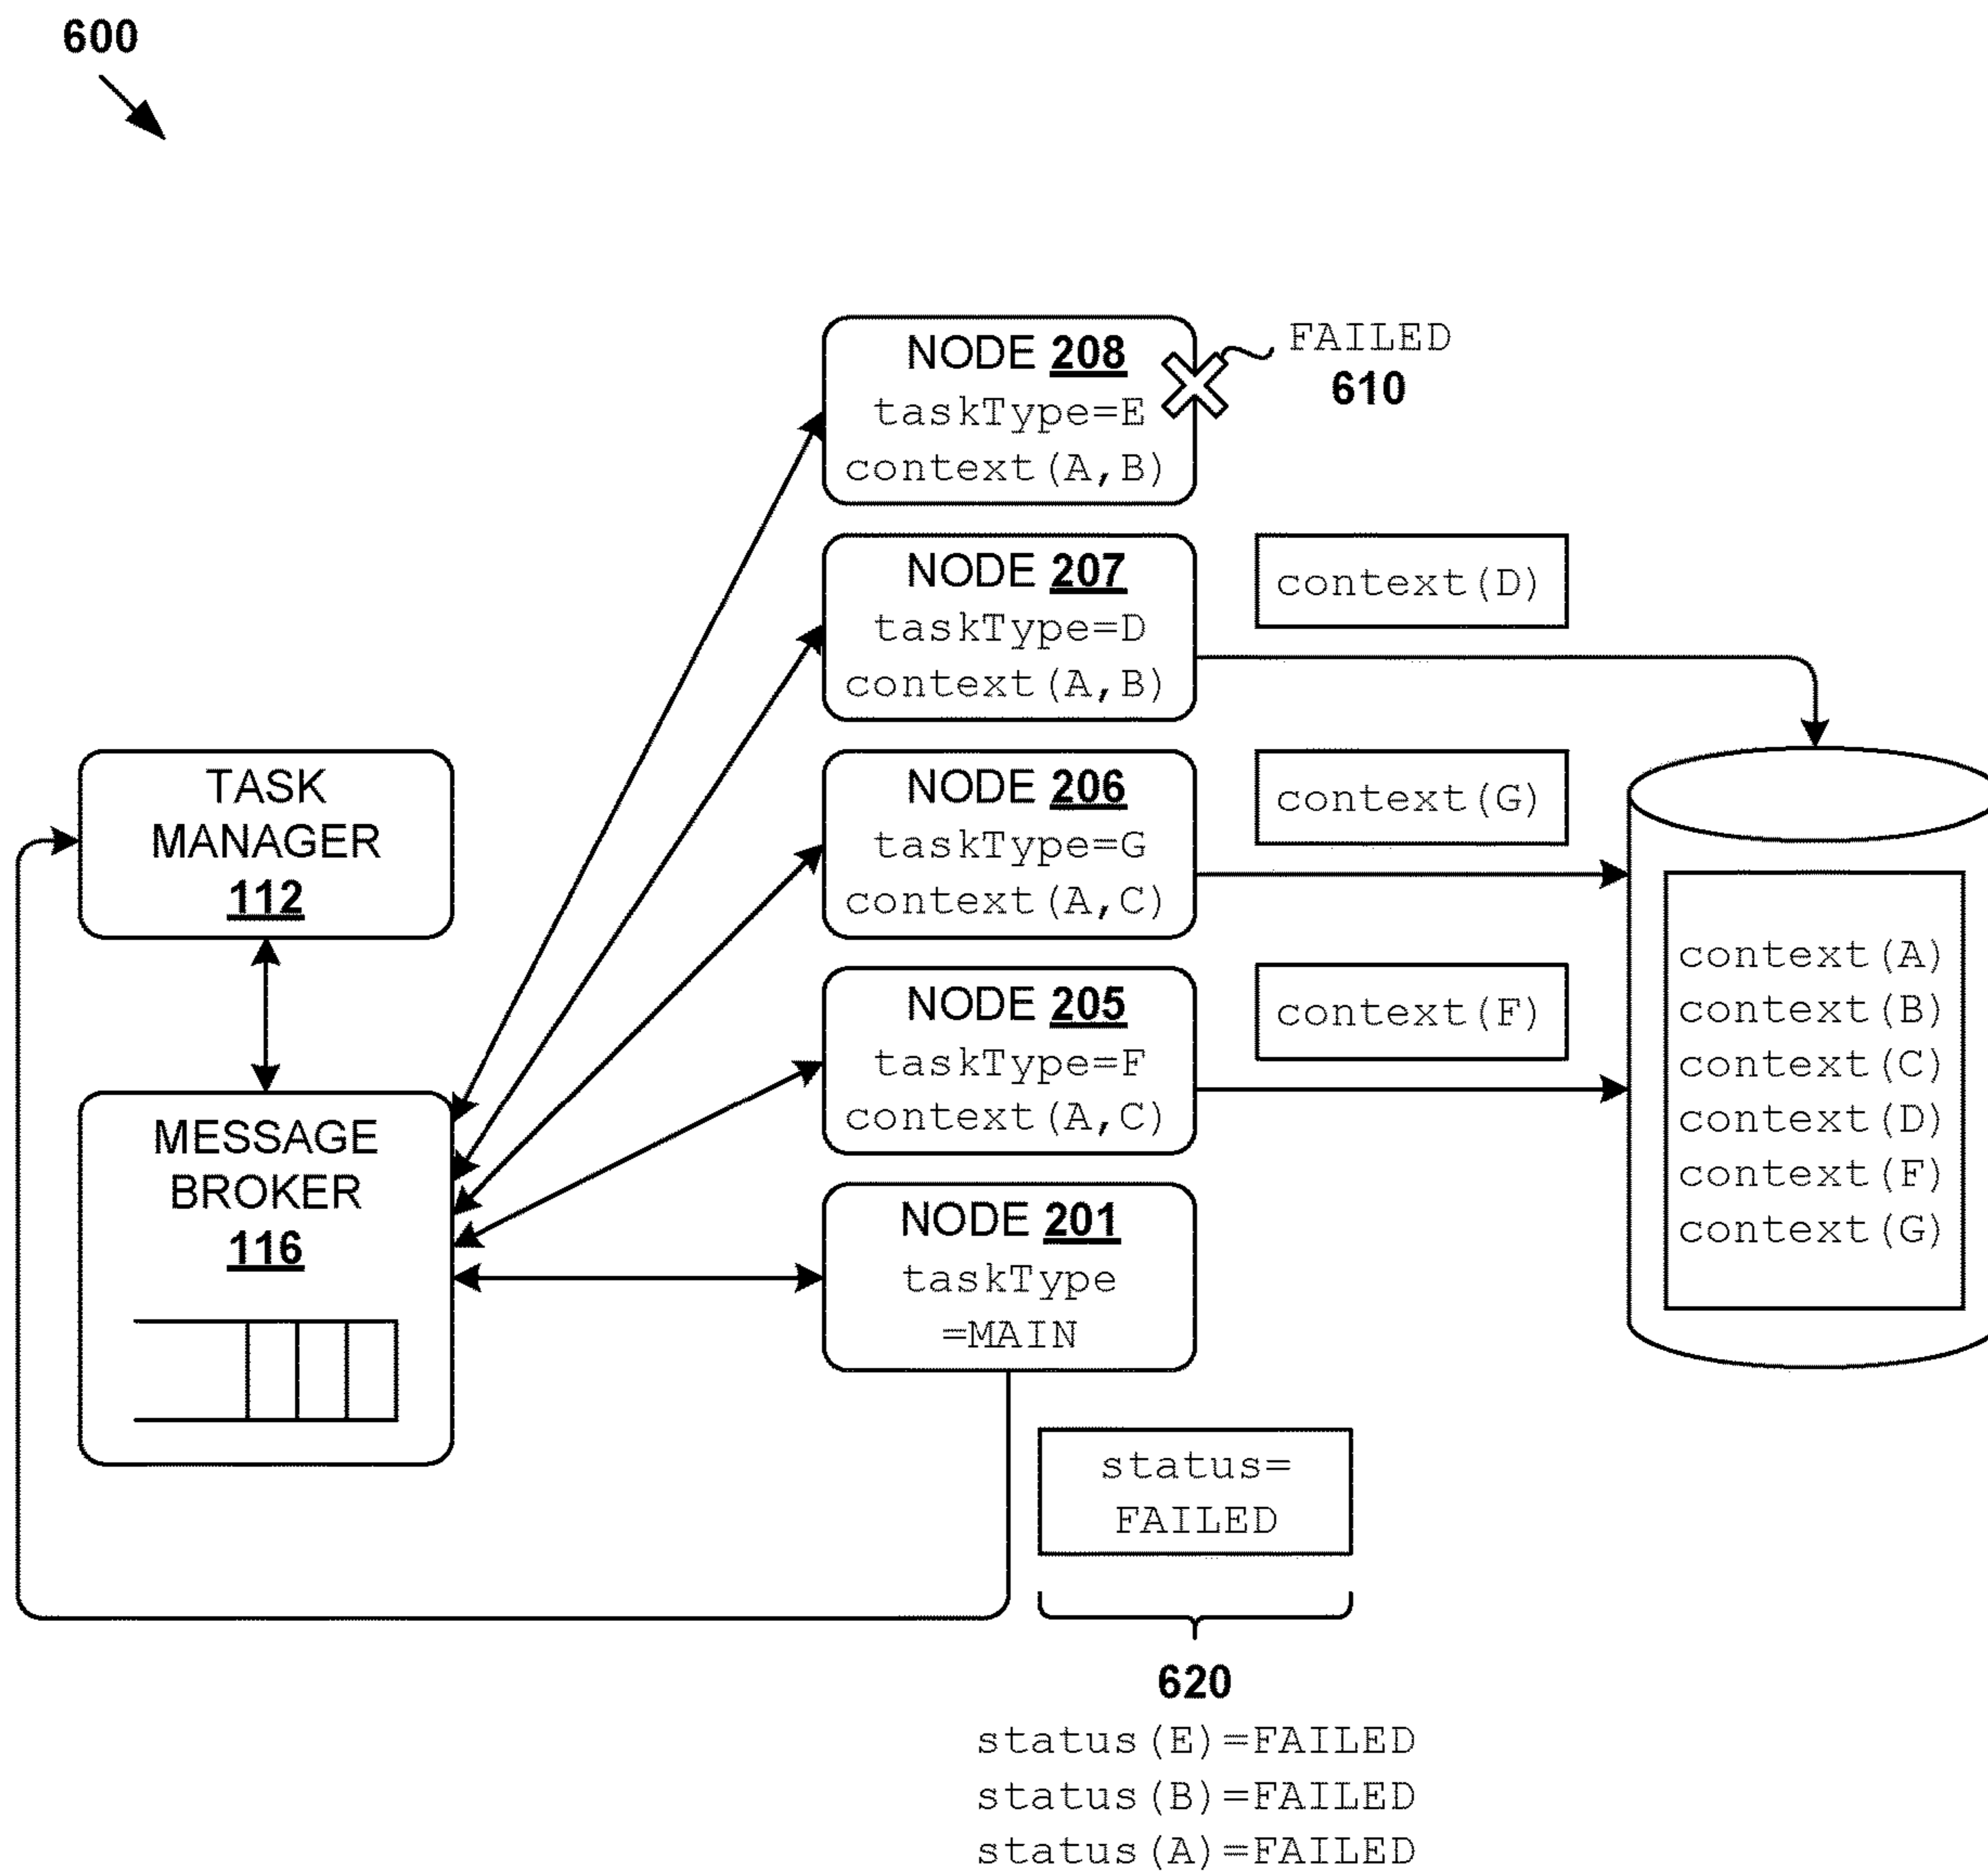 600
NODE 208
taskType=E
context(A,B)
FAILED
610
NODE 207
taskType=D
context(A,B)
context(D)
TASK
MANAGER
112
NODE 206
taskType=G
context(A,C)
context(G)
NODE 205
taskType=F
context(A,C)
context(F)
context(A)
context(B)
context(C)
context(D)
context(F)
context(G)
MESSAGE
BROKER
116
NODE 201
taskType
=MAIN
status=
FAILED
620
status(E)=FAILED
status(B)=FAILED
status(A)=FAILED